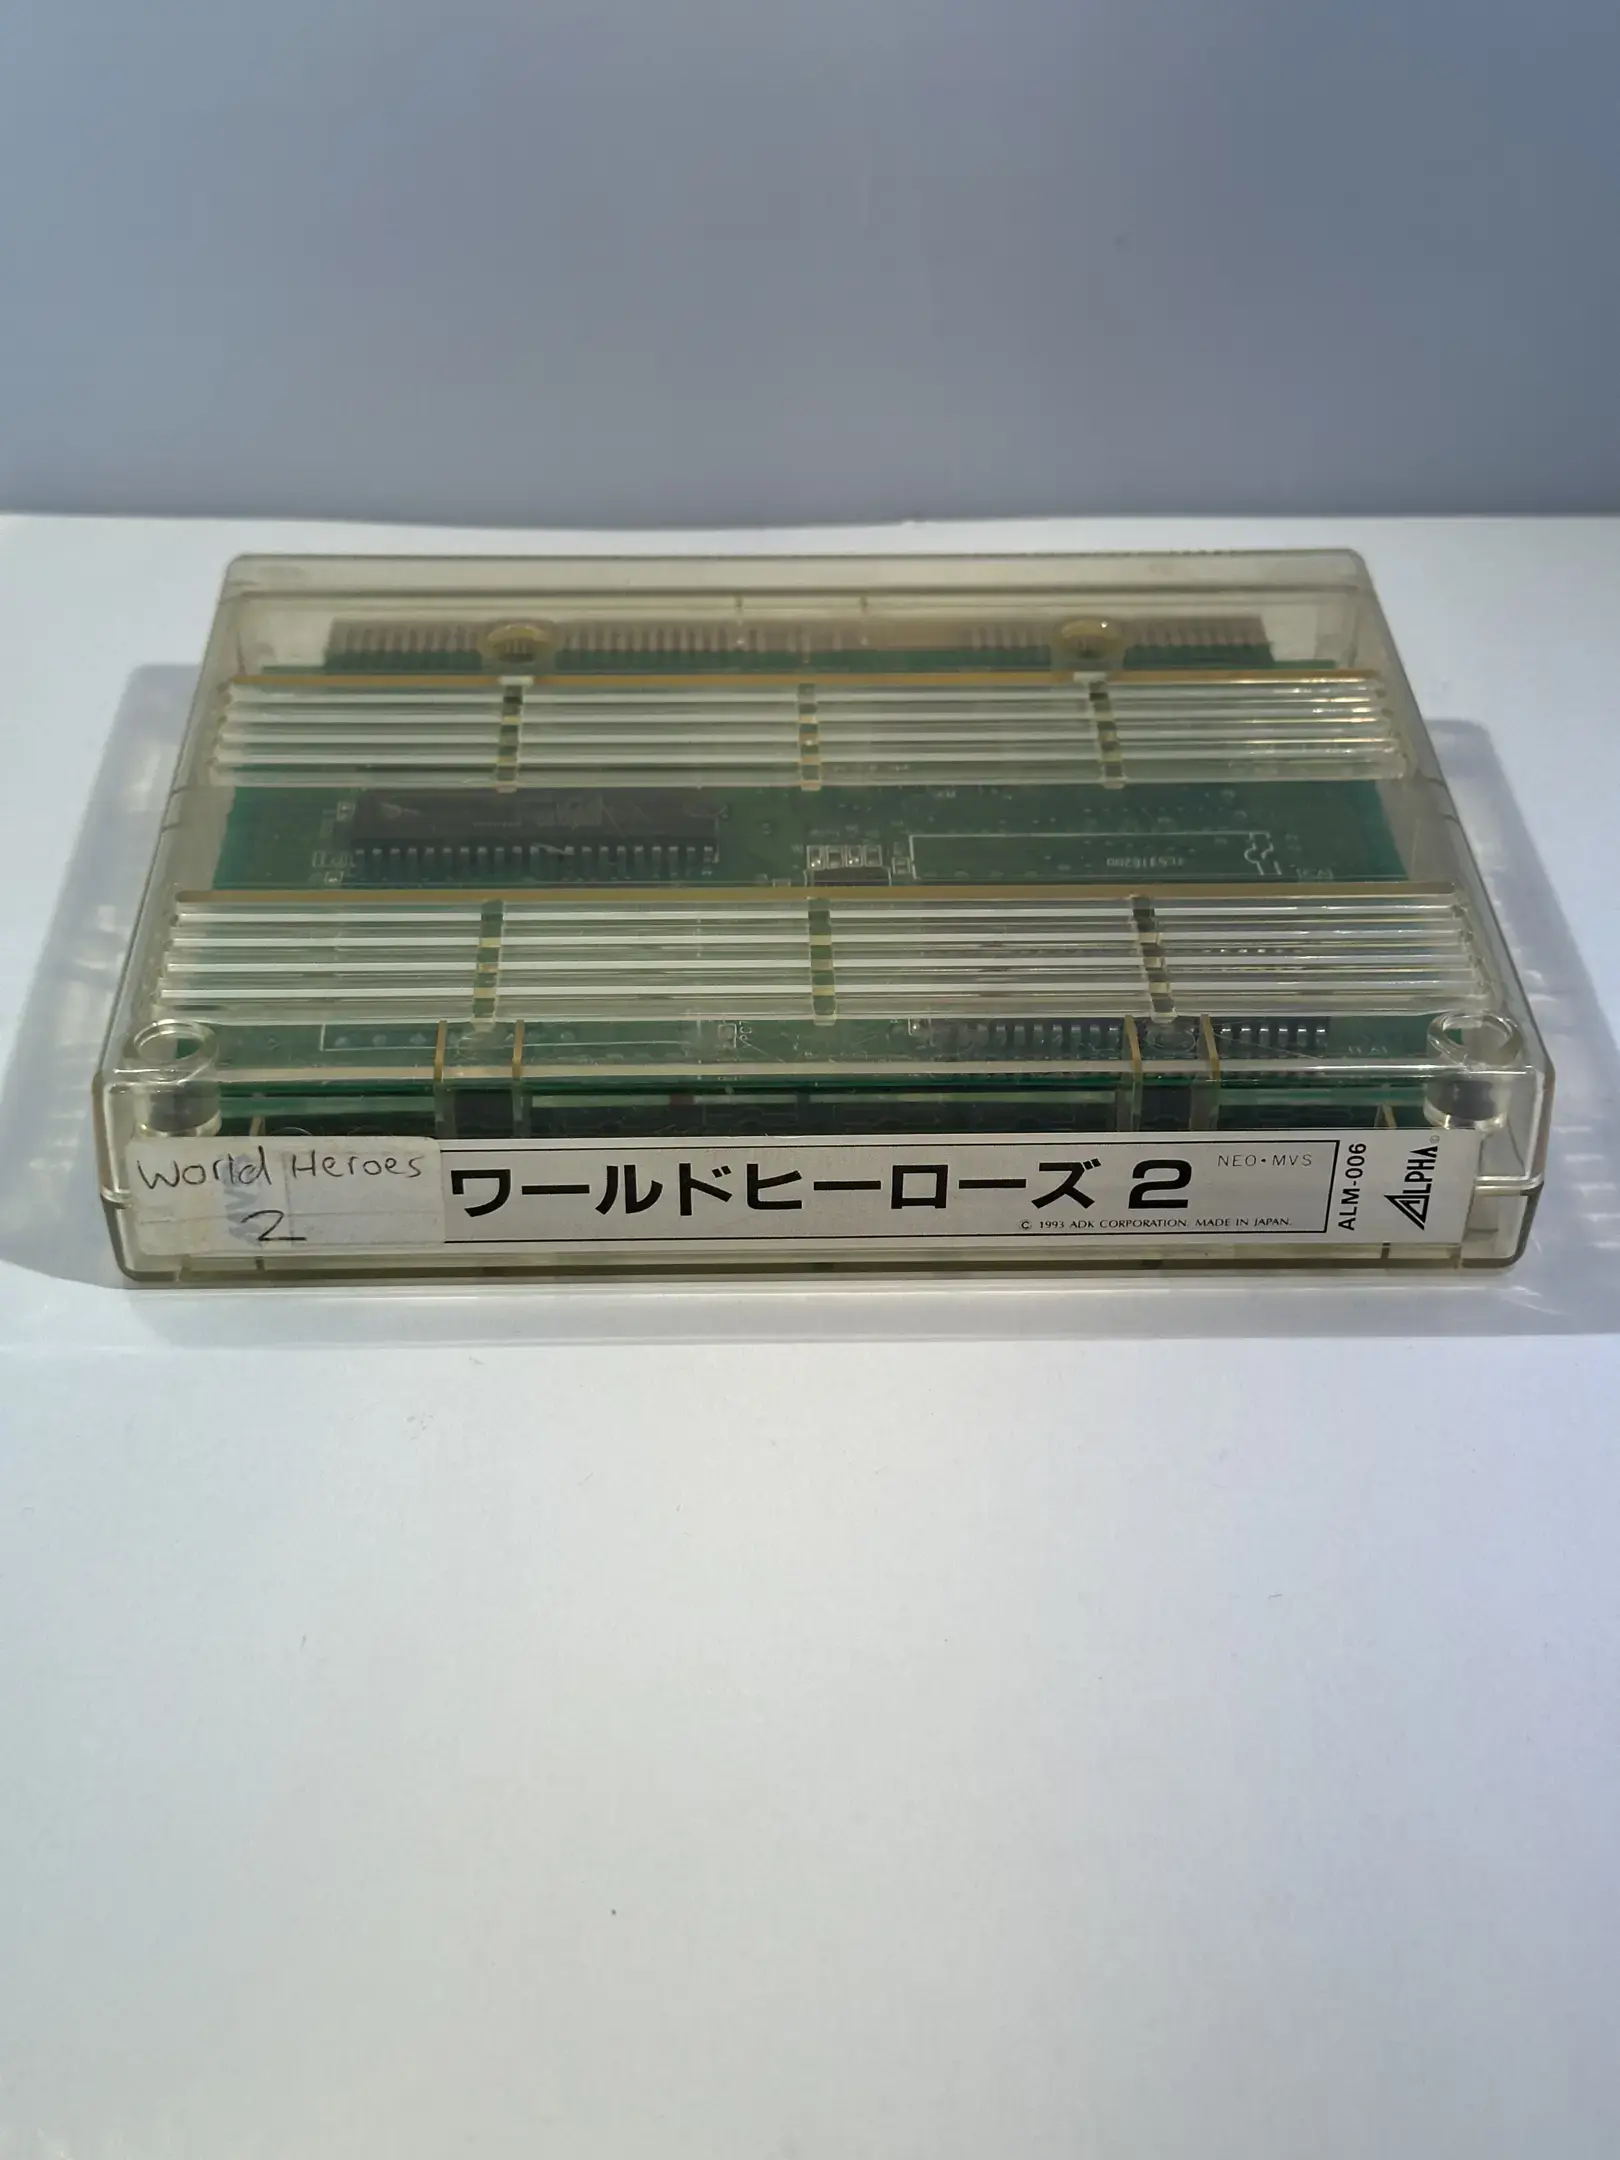 World Heroes
2
ワールドヒーローズ 2
NEO•MVS
© 1993 ADK CORPORATION. MADE IN JAPAN.
ALM-006
ALPHA©